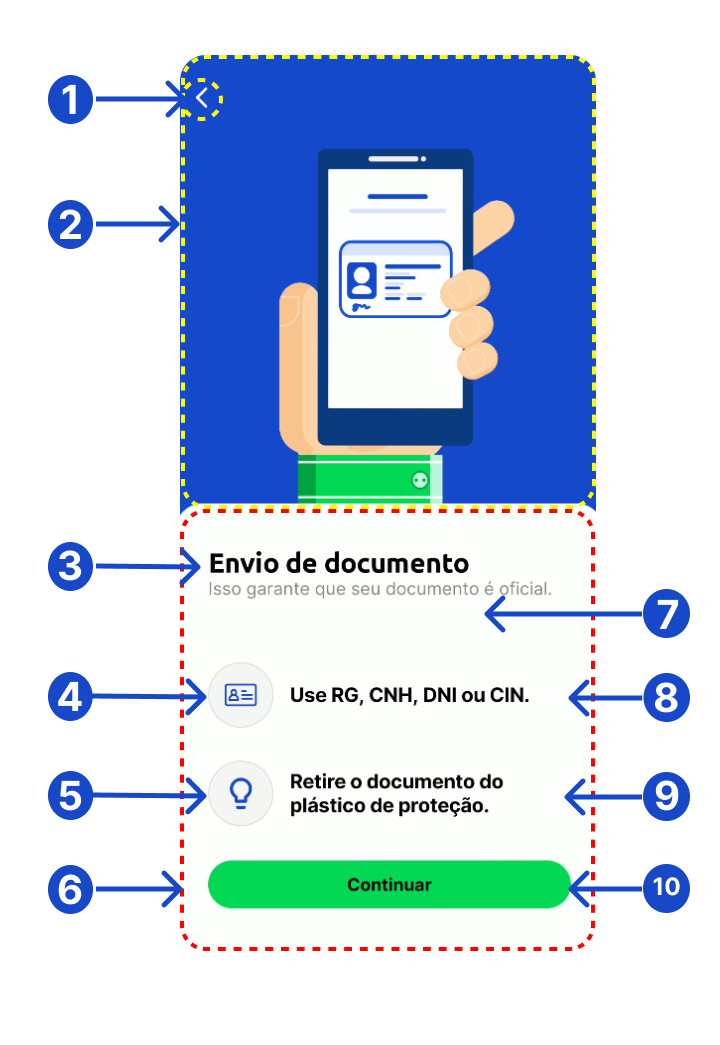 1
2
3
Envio de documento
Isso garante que seu documento é oficial.
7
4
Use RG, CNH, DNI ou CIN.
8
5
Retire o documento do
plástico de proteção.
9
6
Continuar
10